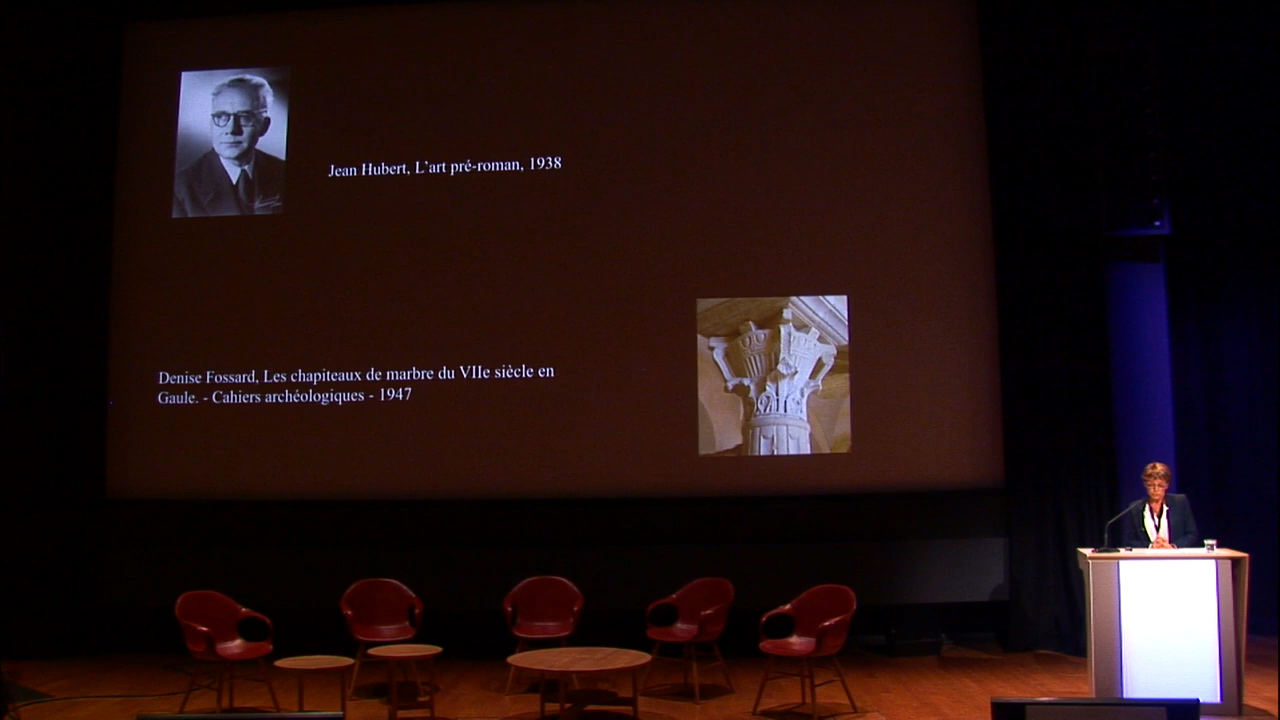 Jean Hubert, L'art pré-roman, 1938
Denise Fossard, Les chapiteaux de marbre du VIIe siècle en
Gaule. - Cahiers archéologiques - 1947